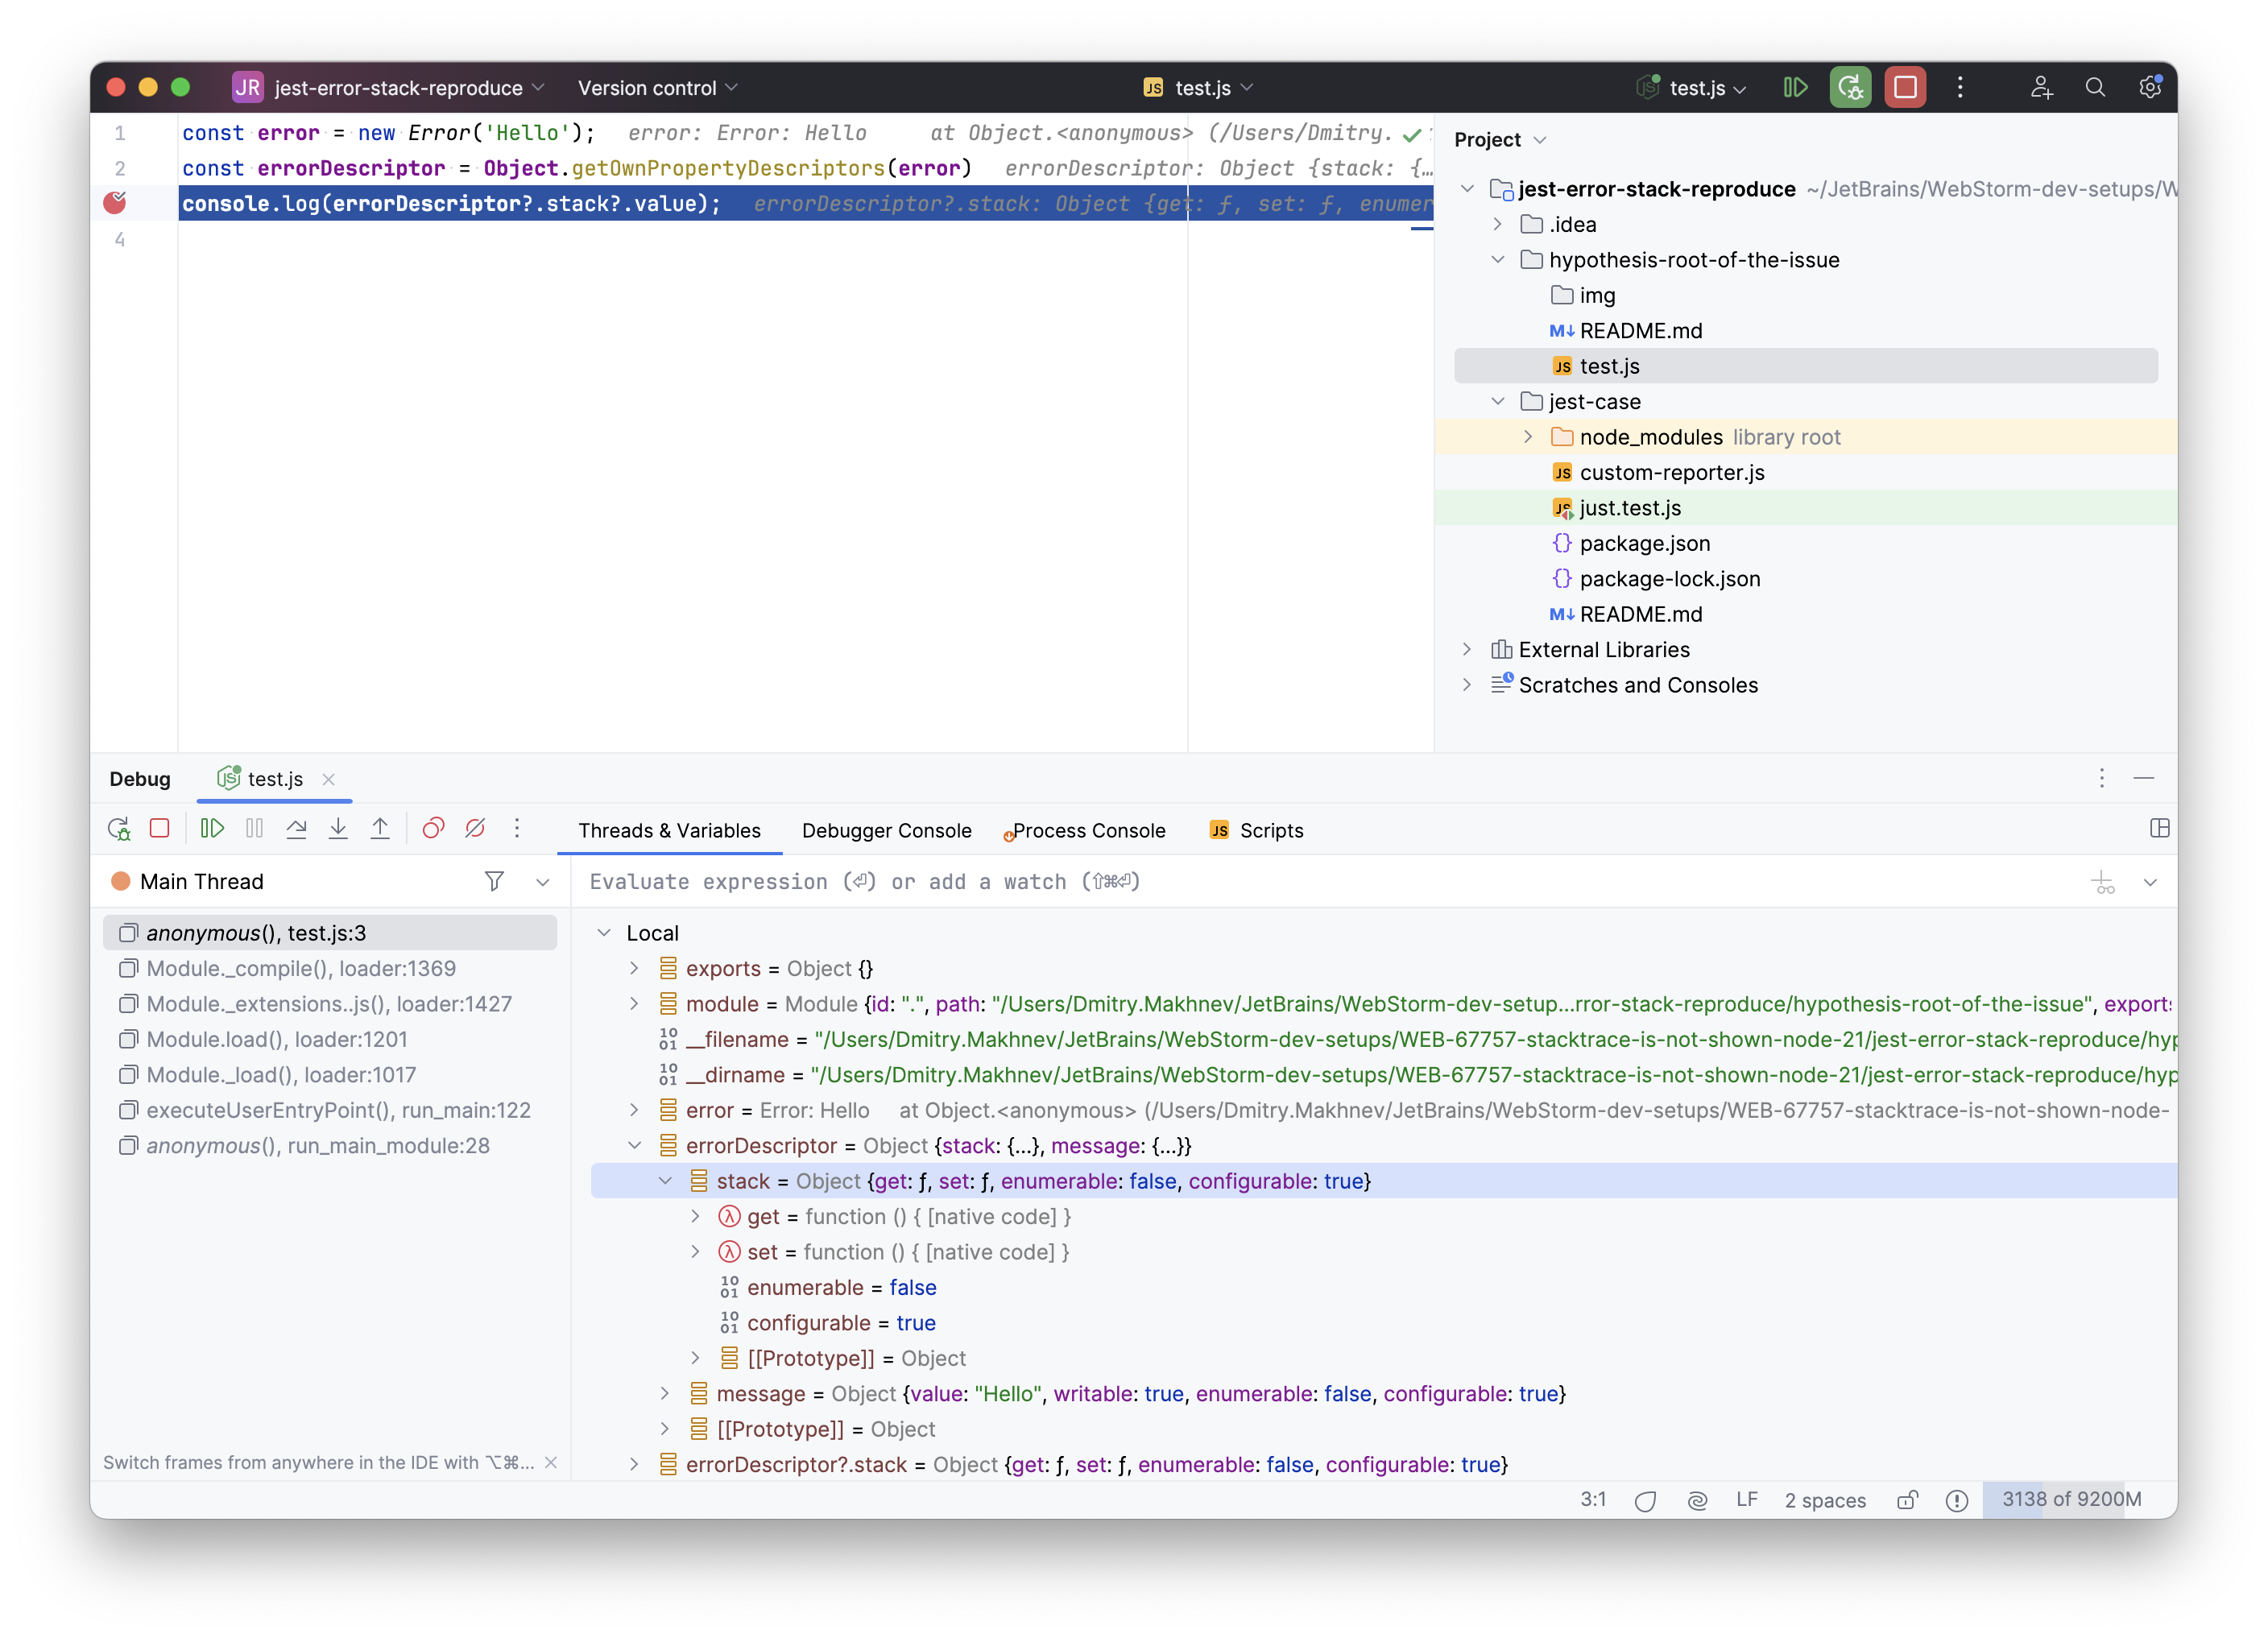 JR jest-error-stack-reproduce Version control JS test.js test.js
1 const error = new Error('Hello'); error: Error: Hello at Object.<anonymous> (/Users/Dmitry.
2 const errorDescriptor = Object.getOwnPropertyDescriptors(error) errorDescriptor: Object {stack: {…
console.log(errorDescriptor?.stack?.value); errorDescriptor?.stack: Object {get: ƒ, set: ƒ, enumer
4
Project
jest-error-stack-reproduce ~/JetBrains/WebStorm-dev-setups/W
.idea
hypothesis-root-of-the-issue
img
M↓ README.md
JS test.js
jest-case
node_modules library root
JS custom-reporter.js
JS just.test.js
{} package.json
{} package-lock.json
M↓ README.md
External Libraries
Scratches and Consoles
Debug JS test.js
Threads & Variables Debugger Console Process Console JS Scripts
Main Thread
Evaluate expression (⏎) or add a watch (⇧⌘⏎)
anonymous(), test.js:3
Module._compile(), loader:1369
Module._extensions..js(), loader:1427
Module.load(), loader:1201
Module._load(), loader:1017
executeUserEntryPoint(), run_main:122
anonymous(), run_main_module:28
Switch frames from anywhere in the IDE with ⌥⌘...
Local
exports = Object {}
module = Module {id: ".", path: "/Users/Dmitry.Makhnev/JetBrains/WebStorm-dev-setup...rror-stack-reproduce/hypothesis-root-of-the-issue", exports
__filename = "/Users/Dmitry.Makhnev/JetBrains/WebStorm-dev-setups/WEB-67757-stacktrace-is-not-shown-node-21/jest-error-stack-reproduce/hyp
__dirname = "/Users/Dmitry.Makhnev/JetBrains/WebStorm-dev-setups/WEB-67757-stacktrace-is-not-shown-node-21/jest-error-stack-reproduce/hyp
error = Error: Hello at Object.<anonymous> (/Users/Dmitry.Makhnev/JetBrains/WebStorm-dev-setups/WEB-67757-stacktrace-is-not-shown-node-
errorDescriptor = Object {stack: {...}, message: {...}}
stack = Object {get: ƒ, set: ƒ, enumerable: false, configurable: true}
λ get = function () { [native code] }
λ set = function () { [native code] }
enumerable = false
configurable = true
[[Prototype]] = Object
message = Object {value: "Hello", writable: true, enumerable: false, configurable: true}
[[Prototype]] = Object
errorDescriptor?.stack = Object {get: ƒ, set: ƒ, enumerable: false, configurable: true}
3:1 LF 2 spaces 3138 of 9200M